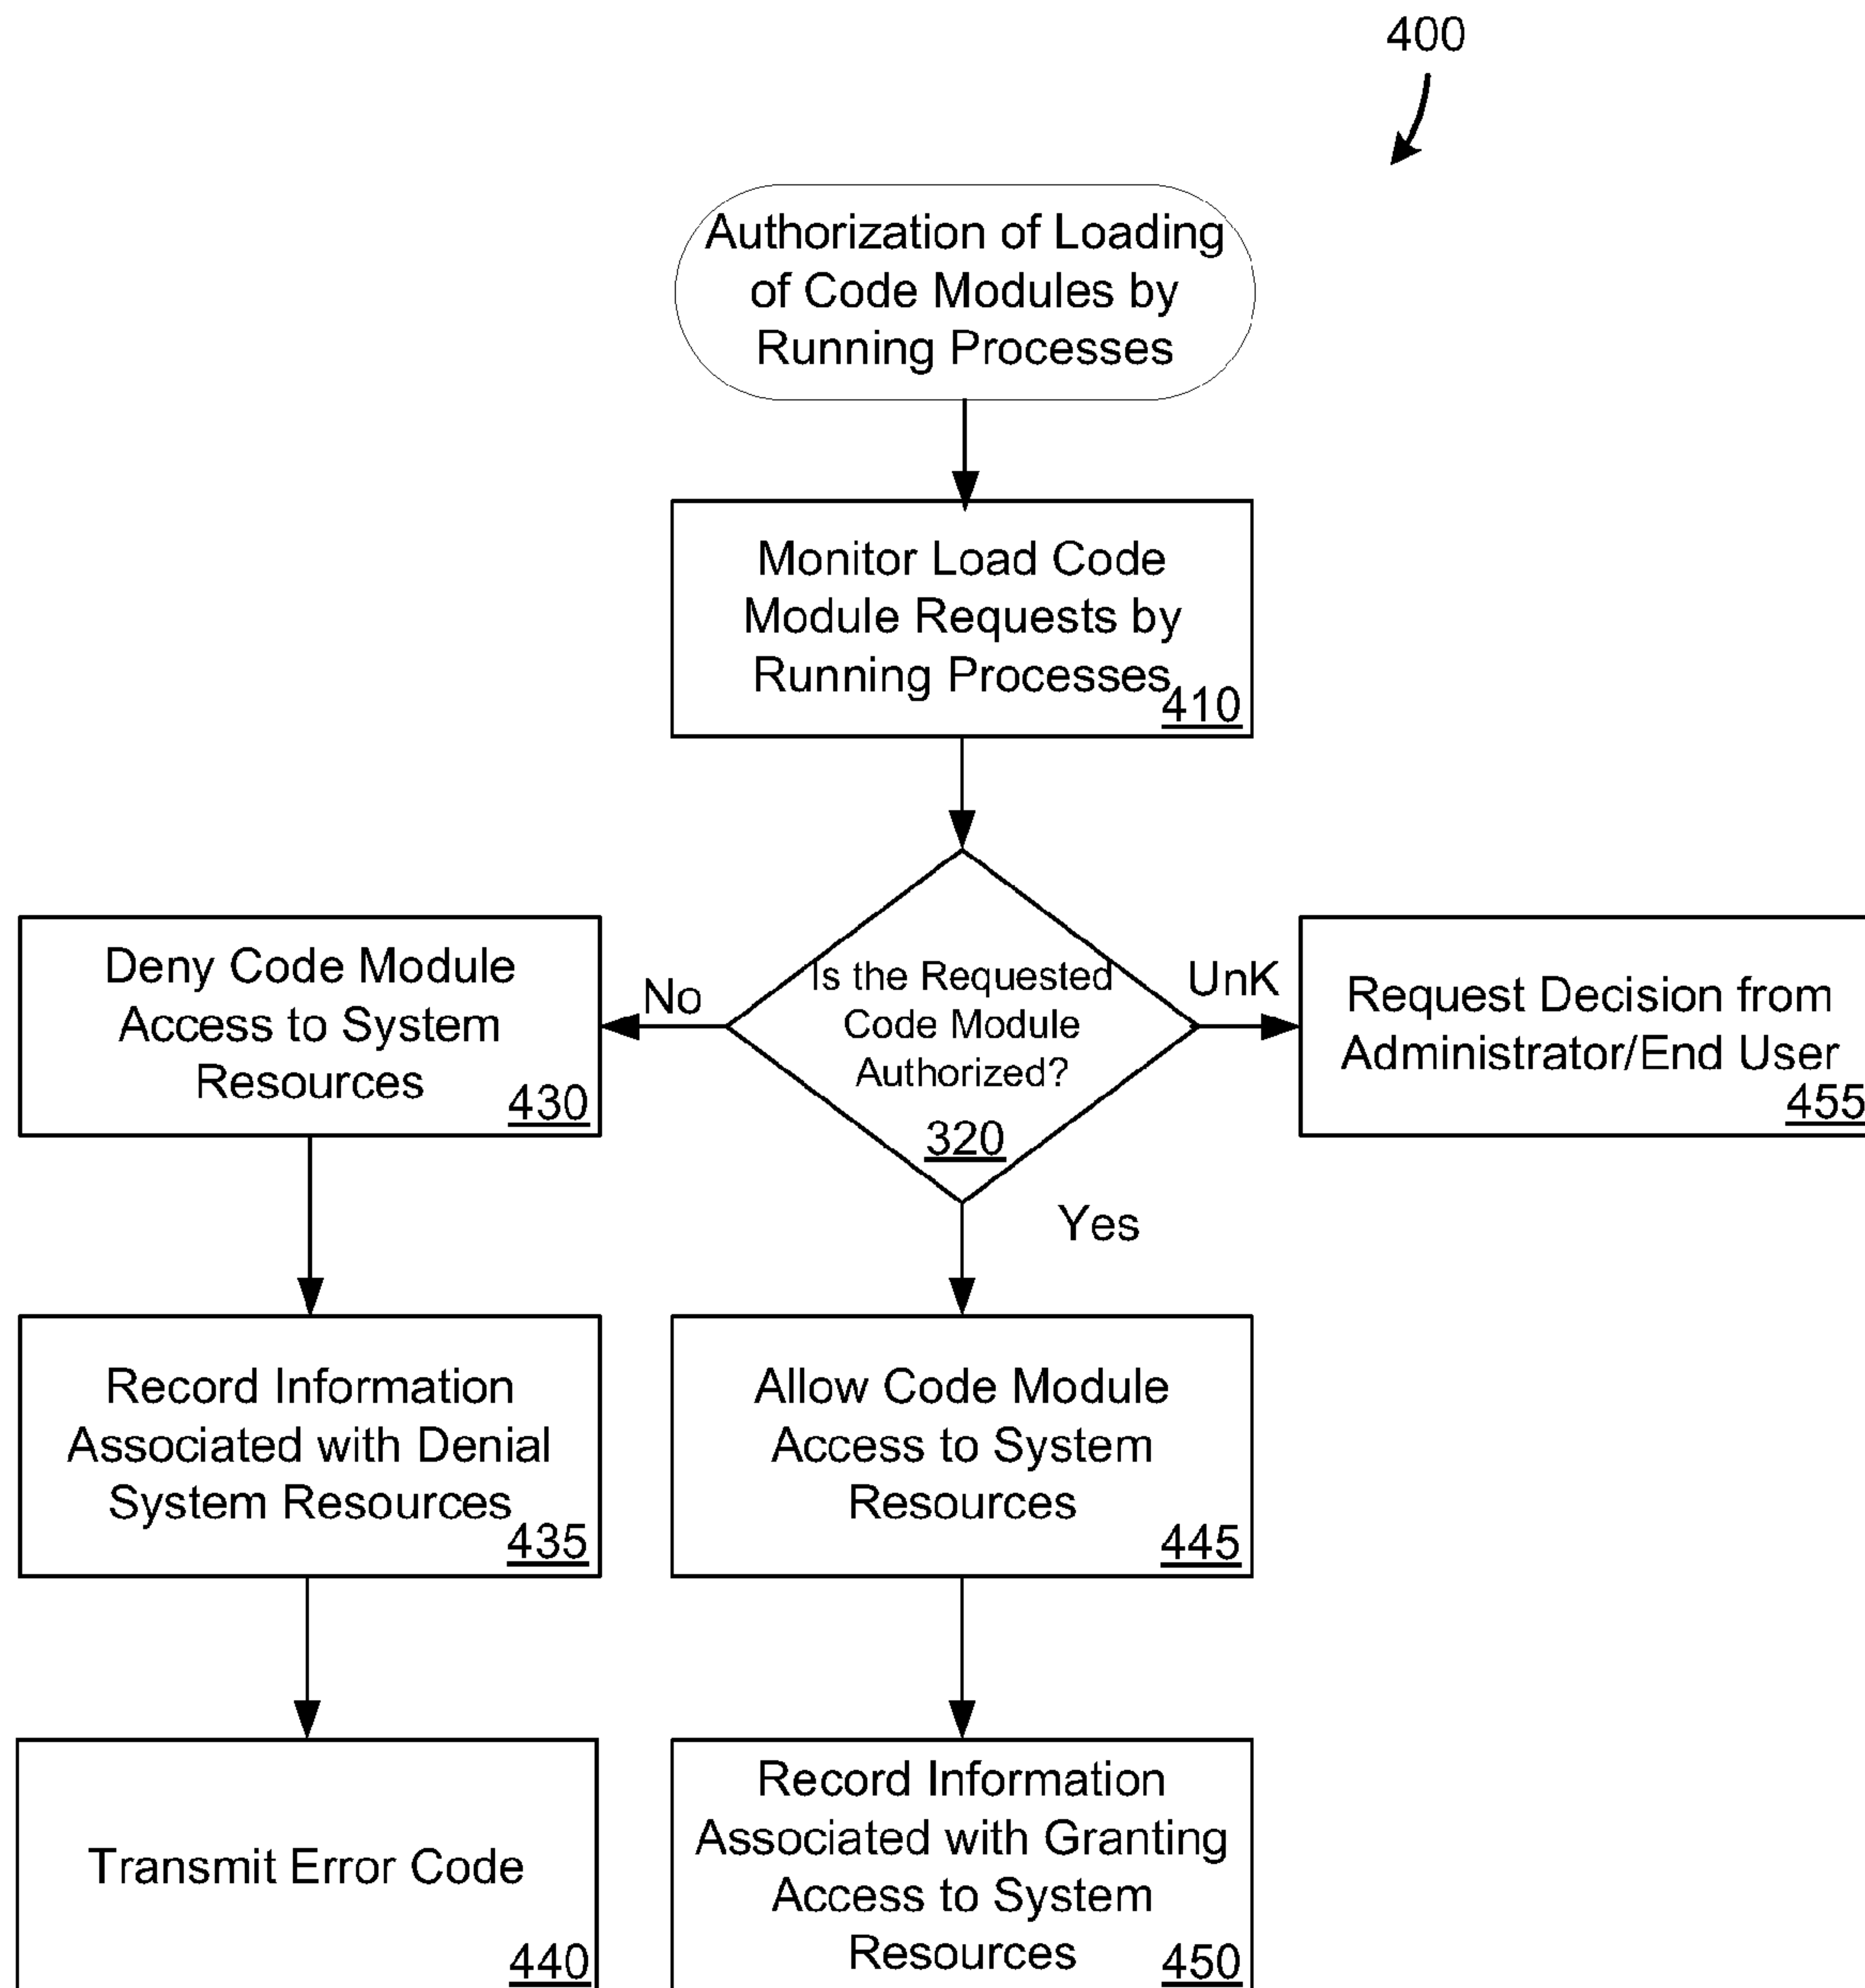 400
Authorization of Loading
of Code Modules by
Running Processes
Monitor Load Code
Module Requests by
Running Processes
410
Is the Requested
Code Module
Authorized?
320
No
UnK
Yes
Deny Code Module
Access to System
Resources
430
Request Decision from
Administrator/End User
455
Record Information
Associated with Denial
System Resources
435
Allow Code Module
Access to System
Resources
445
Transmit Error Code
440
Record Information
Associated with Granting
Access to System
Resources
450